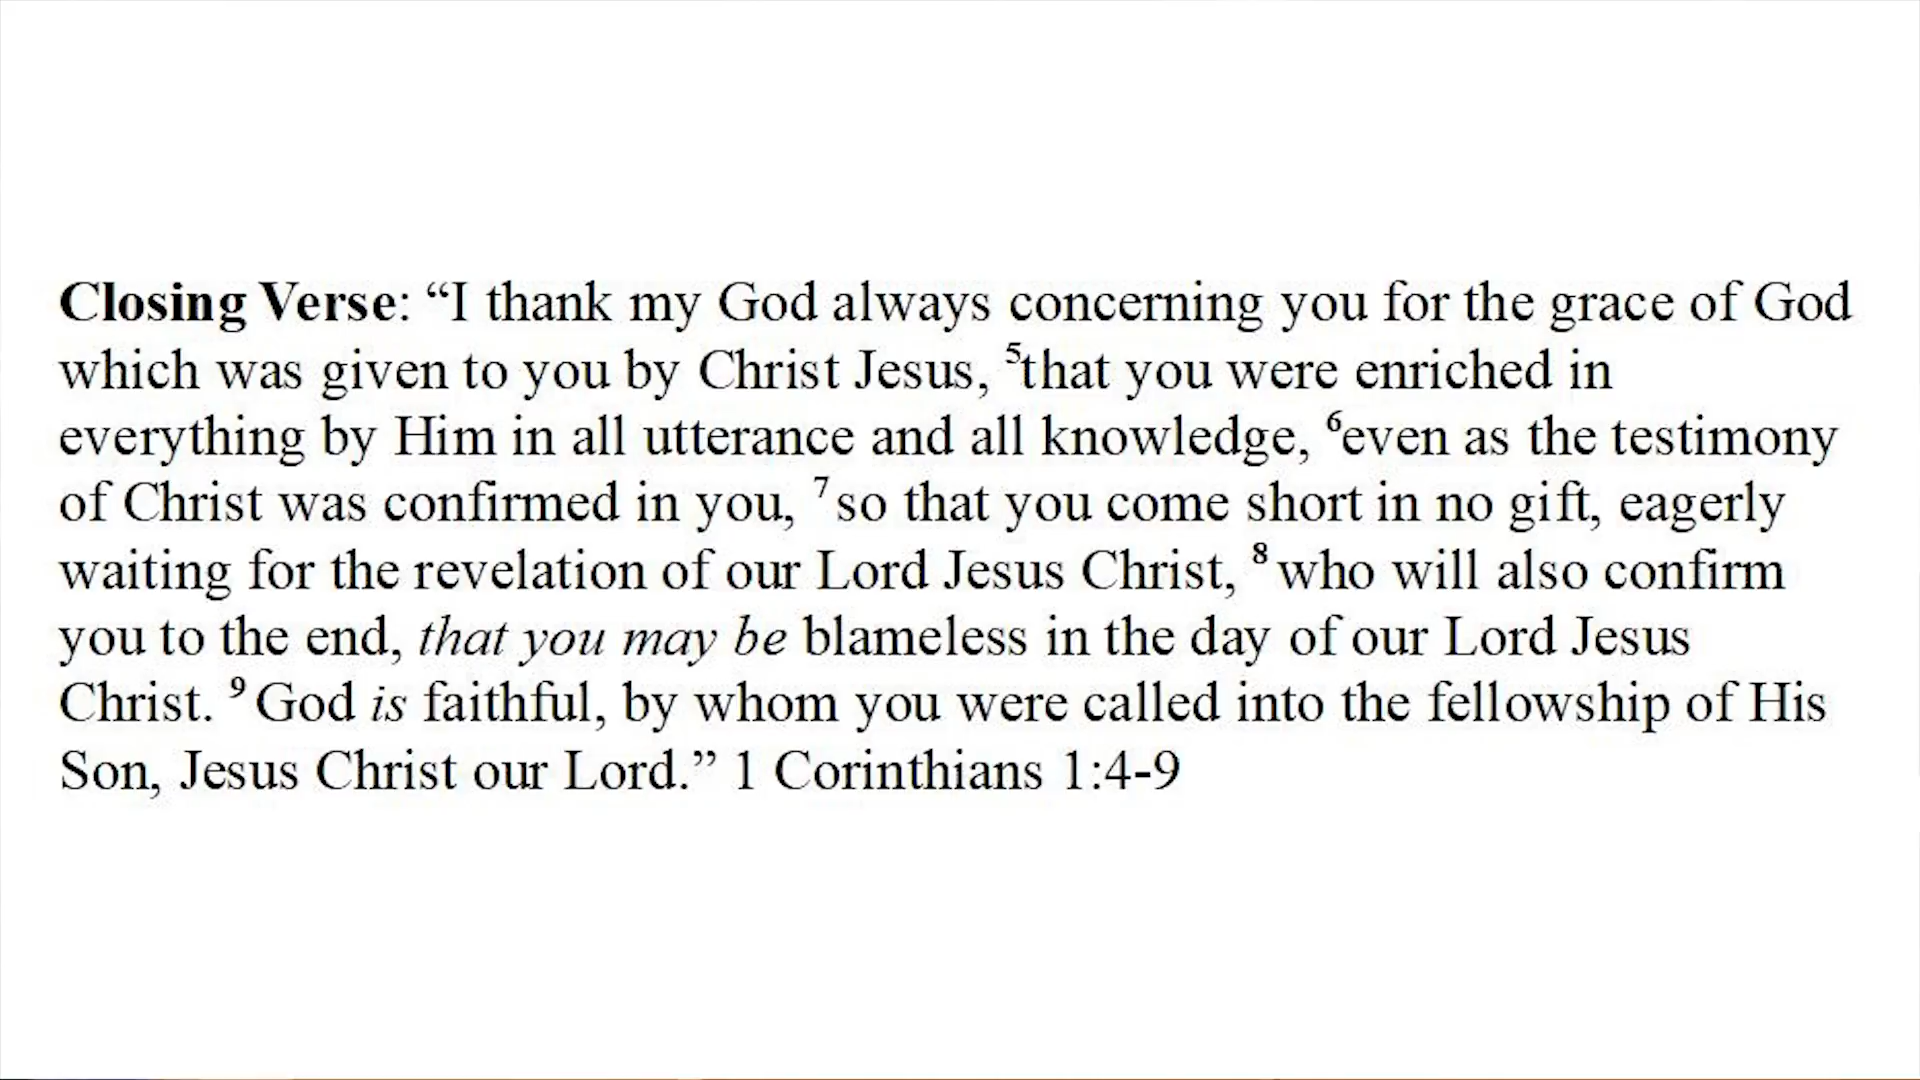 Closing Verse: “I thank my God always concerning you for the grace of God
which was given to you by Christ Jesus, ⁵that you were enriched in
everything by Him in all utterance and all knowledge, ⁶even as the testimony
of Christ was confirmed in you, ⁷ so that you come short in no gift, eagerly
waiting for the revelation of our Lord Jesus Christ, ⁸ who will also confirm
you to the end, that you may be blameless in the day of our Lord Jesus
Christ. ⁹ God is faithful, by whom you were called into the fellowship of His
Son, Jesus Christ our Lord.” 1 Corinthians 1:4-9